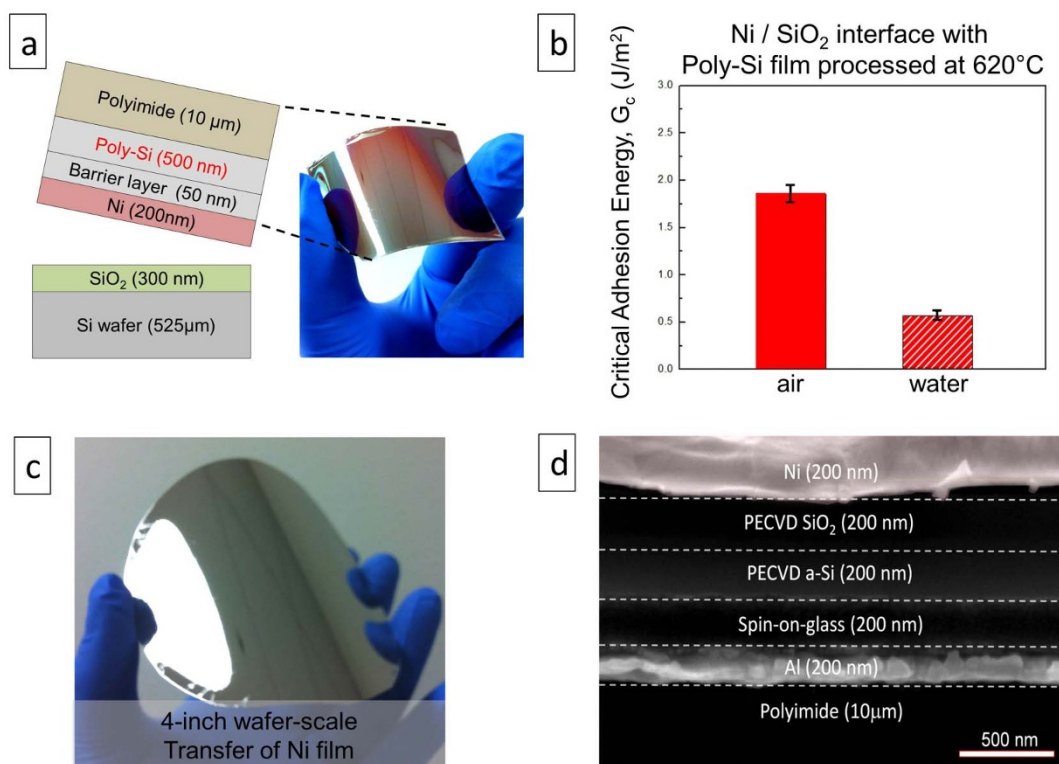 a
Polyimide (10 µm)
Poly-Si (500 nm)
Barrier layer (50 nm)
Ni (200nm)
SiO₂ (300 nm)
Si wafer (525µm)
b
Ni / SiO₂ interface with
Poly-Si film processed at 620°C
Critical Adhesion Energy, G_c (J/m²)
3.0
2.5
2.0
1.5
1.0
0.5
0.0
air water
c
4-inch wafer-scale
Transfer of Ni film
d
Ni (200 nm)
PECVD SiO₂ (200 nm)
PECVD a-Si (200 nm)
Spin-on-glass (200 nm)
Al (200 nm)
Polyimide (10µm)
500 nm